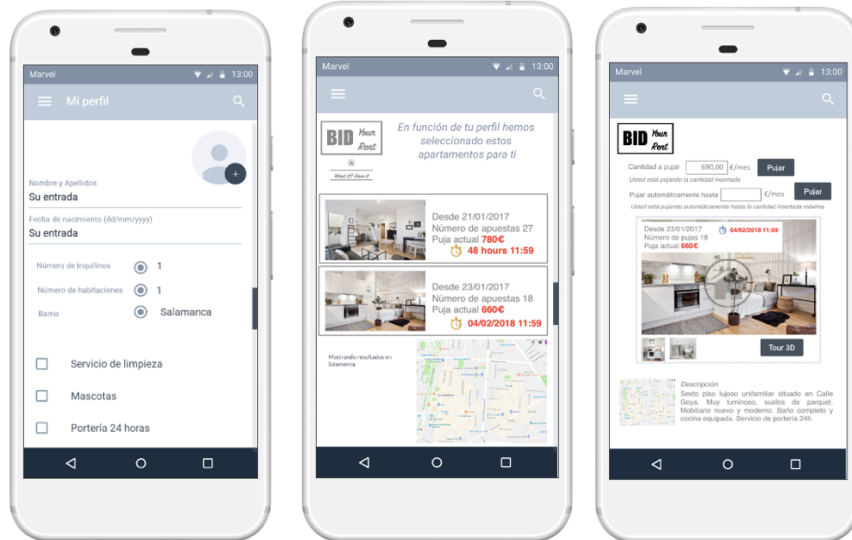 Marvel 13:00
Mi perfil
+
Nombre y Apellidos
Su entrada
Fecha de nacimiento (dd/mm/yyyy)
Su entrada
Número de inquilinos 1
Número de habitaciones 1
Barrio Salamanca
Servicio de limpieza
Mascotas
Portería 24 horas
Marvel 13:00
BID Your Rent
Want it? Have it
En función de tu perfil hemos
seleccionado estos
apartamentos para ti
Desde 21/01/2017
Número de apuestas 27
Puja actual 780€
48 hours 11:59
Desde 23/01/2017
Número de apuestas 18
Puja actual 660€
04/02/2018 11:59
Mostrando resultados en
Salamanca
Marvel 13:00
BID Your Rent
Cantidad a pujar 690,00 €/mes Pujar
Usted está pujando la cantidad insertada
Pujar automáticamente hasta €/mes Pujar
Usted está pujando automáticamente hasta la cantidad insertada máxima
Desde 23/01/2017 04/02/2018 11:59
Número de pujas 18
Puja actual 660€
Tour 3D
Descripción
Sexto piso lujoso unifamiliar situado en Calle
Goya. Muy luminoso, suelos de parquet.
Mobiliario nuevo y moderno. Baño completo y
cocina equipada. Servicio de portería 24h.